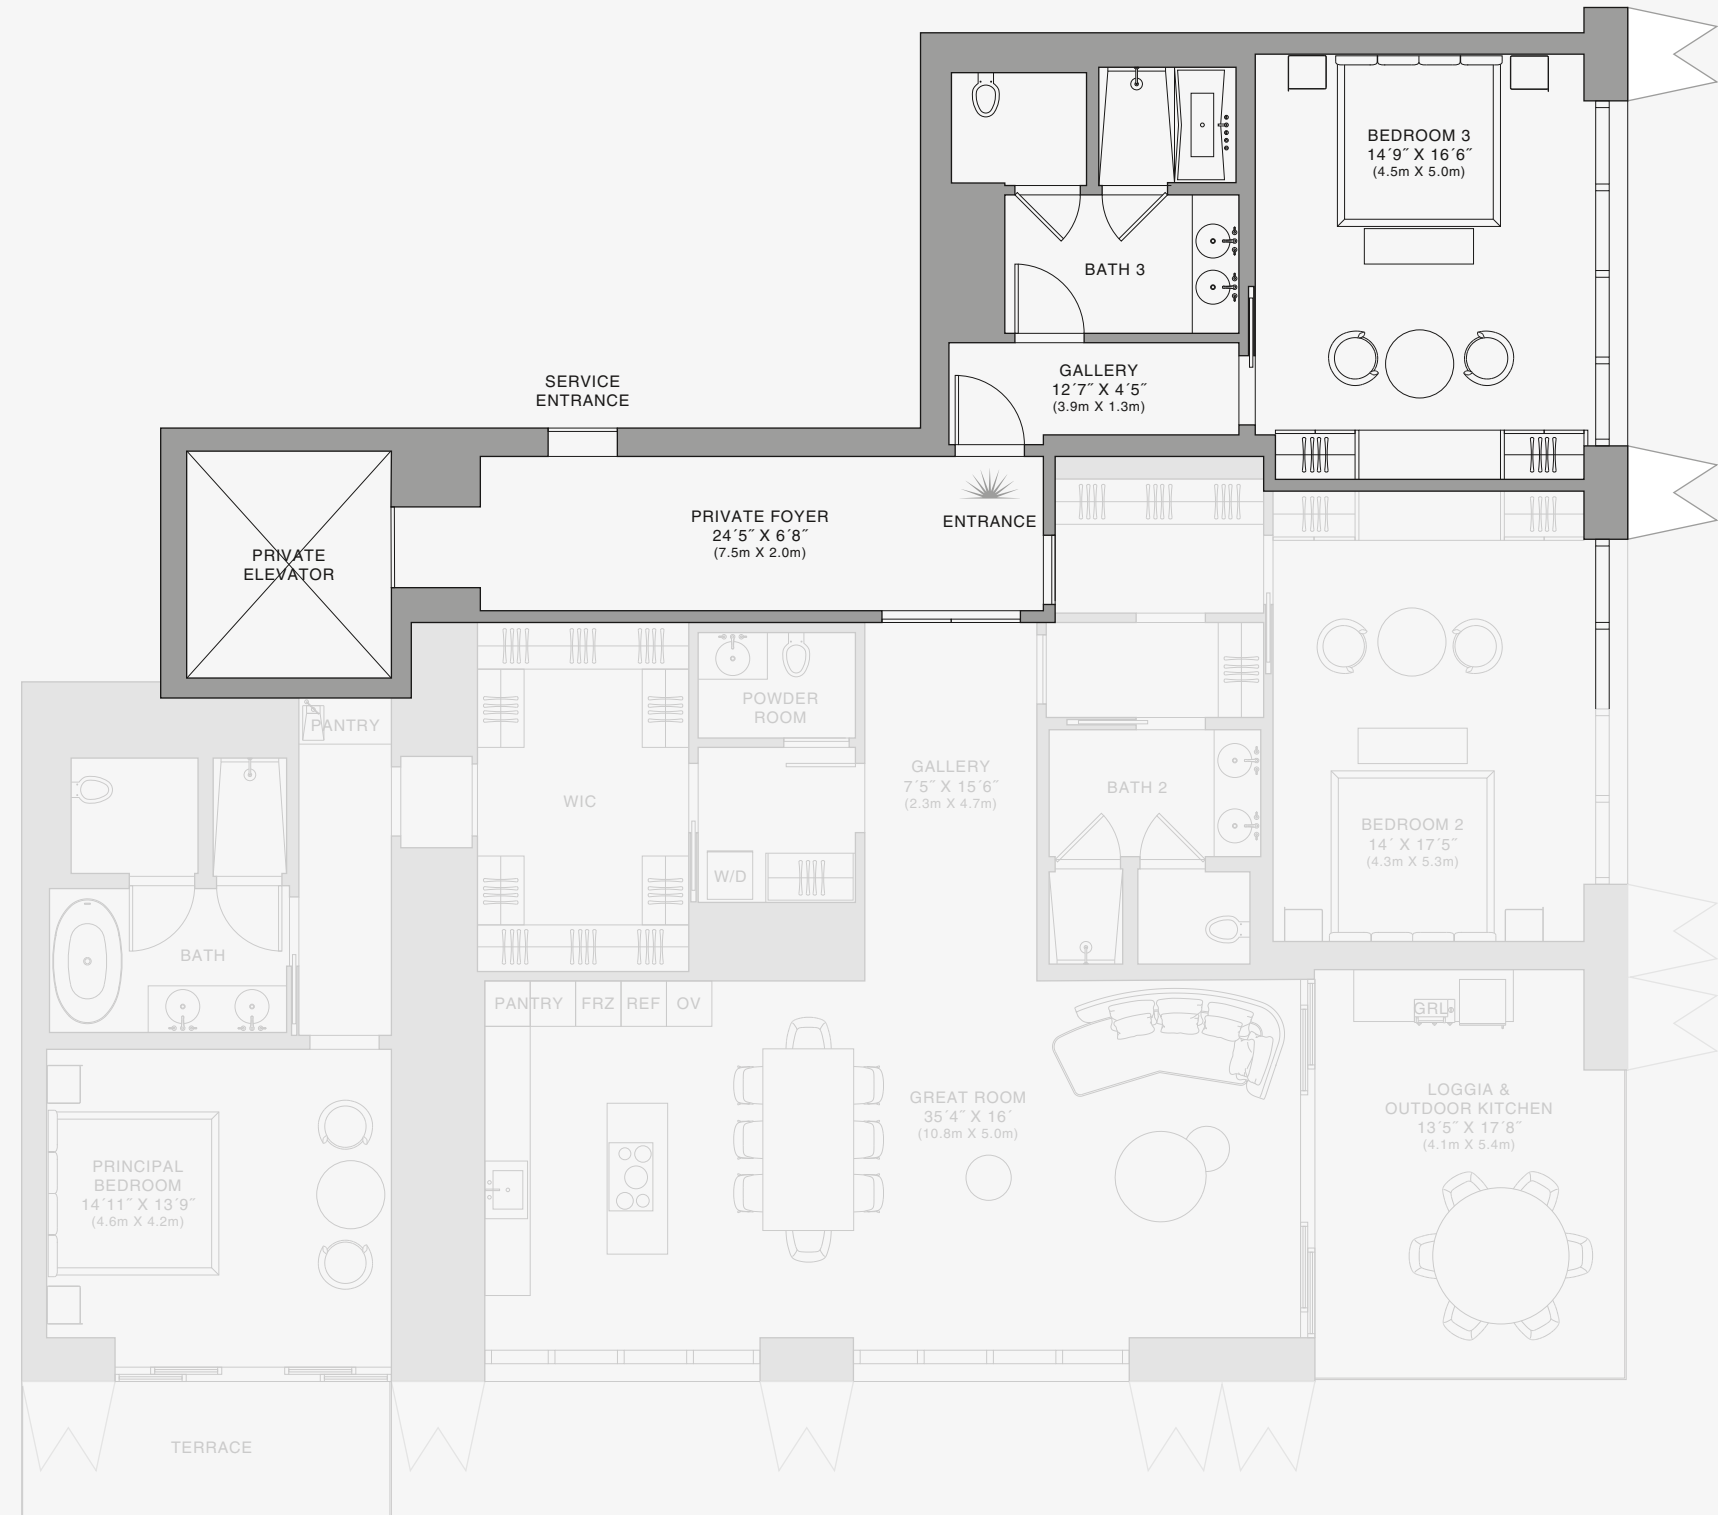 BEDROOM 3
14´9˝ X 16´6˝
(4.5m X 5.0m)
BATH 3
GALLERY
12´7˝ X 4´5˝
(3.9m X 1.3m)
SERVICE
ENTRANCE
PRIVATE FOYER
24´5˝ X 6´8˝
(7.5m X 2.0m)
ENTRANCE
PRIVATE
ELEVATOR
PANTRY
POWDER
ROOM
WIC
GALLERY
7´5˝ X 15´6˝
(2.3m X 4.7m)
BATH 2
BEDROOM 2
14´ X 17´5˝
(4.3m X 5.3m)
W/D
BATH
PANTRY
FRZ
REF
OV
GRL
GREAT ROOM
35´4˝ X 16´
(10.8m X 5.0m)
LOGGIA &
OUTDOOR KITCHEN
13´5˝ X 17´8˝
(4.1m X 5.4m)
PRINCIPAL
BEDROOM
14´11˝ X 13´9˝
(4.6m X 4.2m)
TERRACE